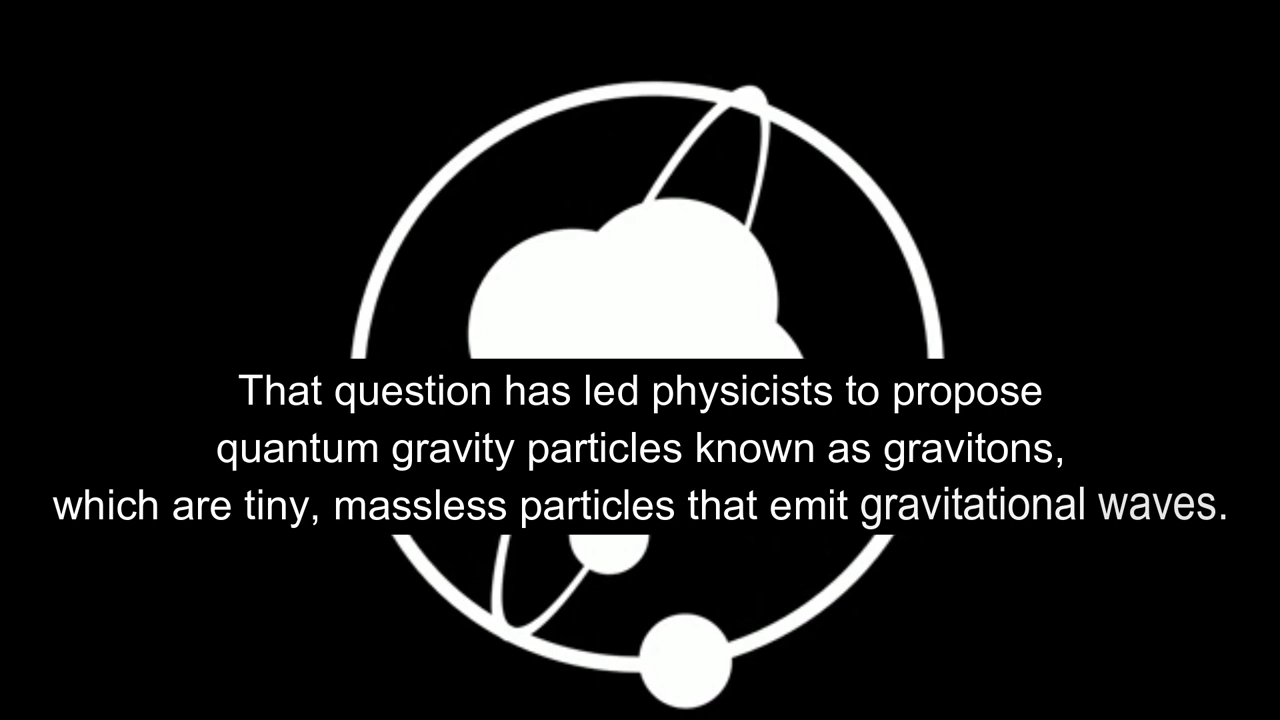 That question has led physicists to propose
quantum gravity particles known as gravitons,
which are tiny, massless particles that emit gravitational waves.